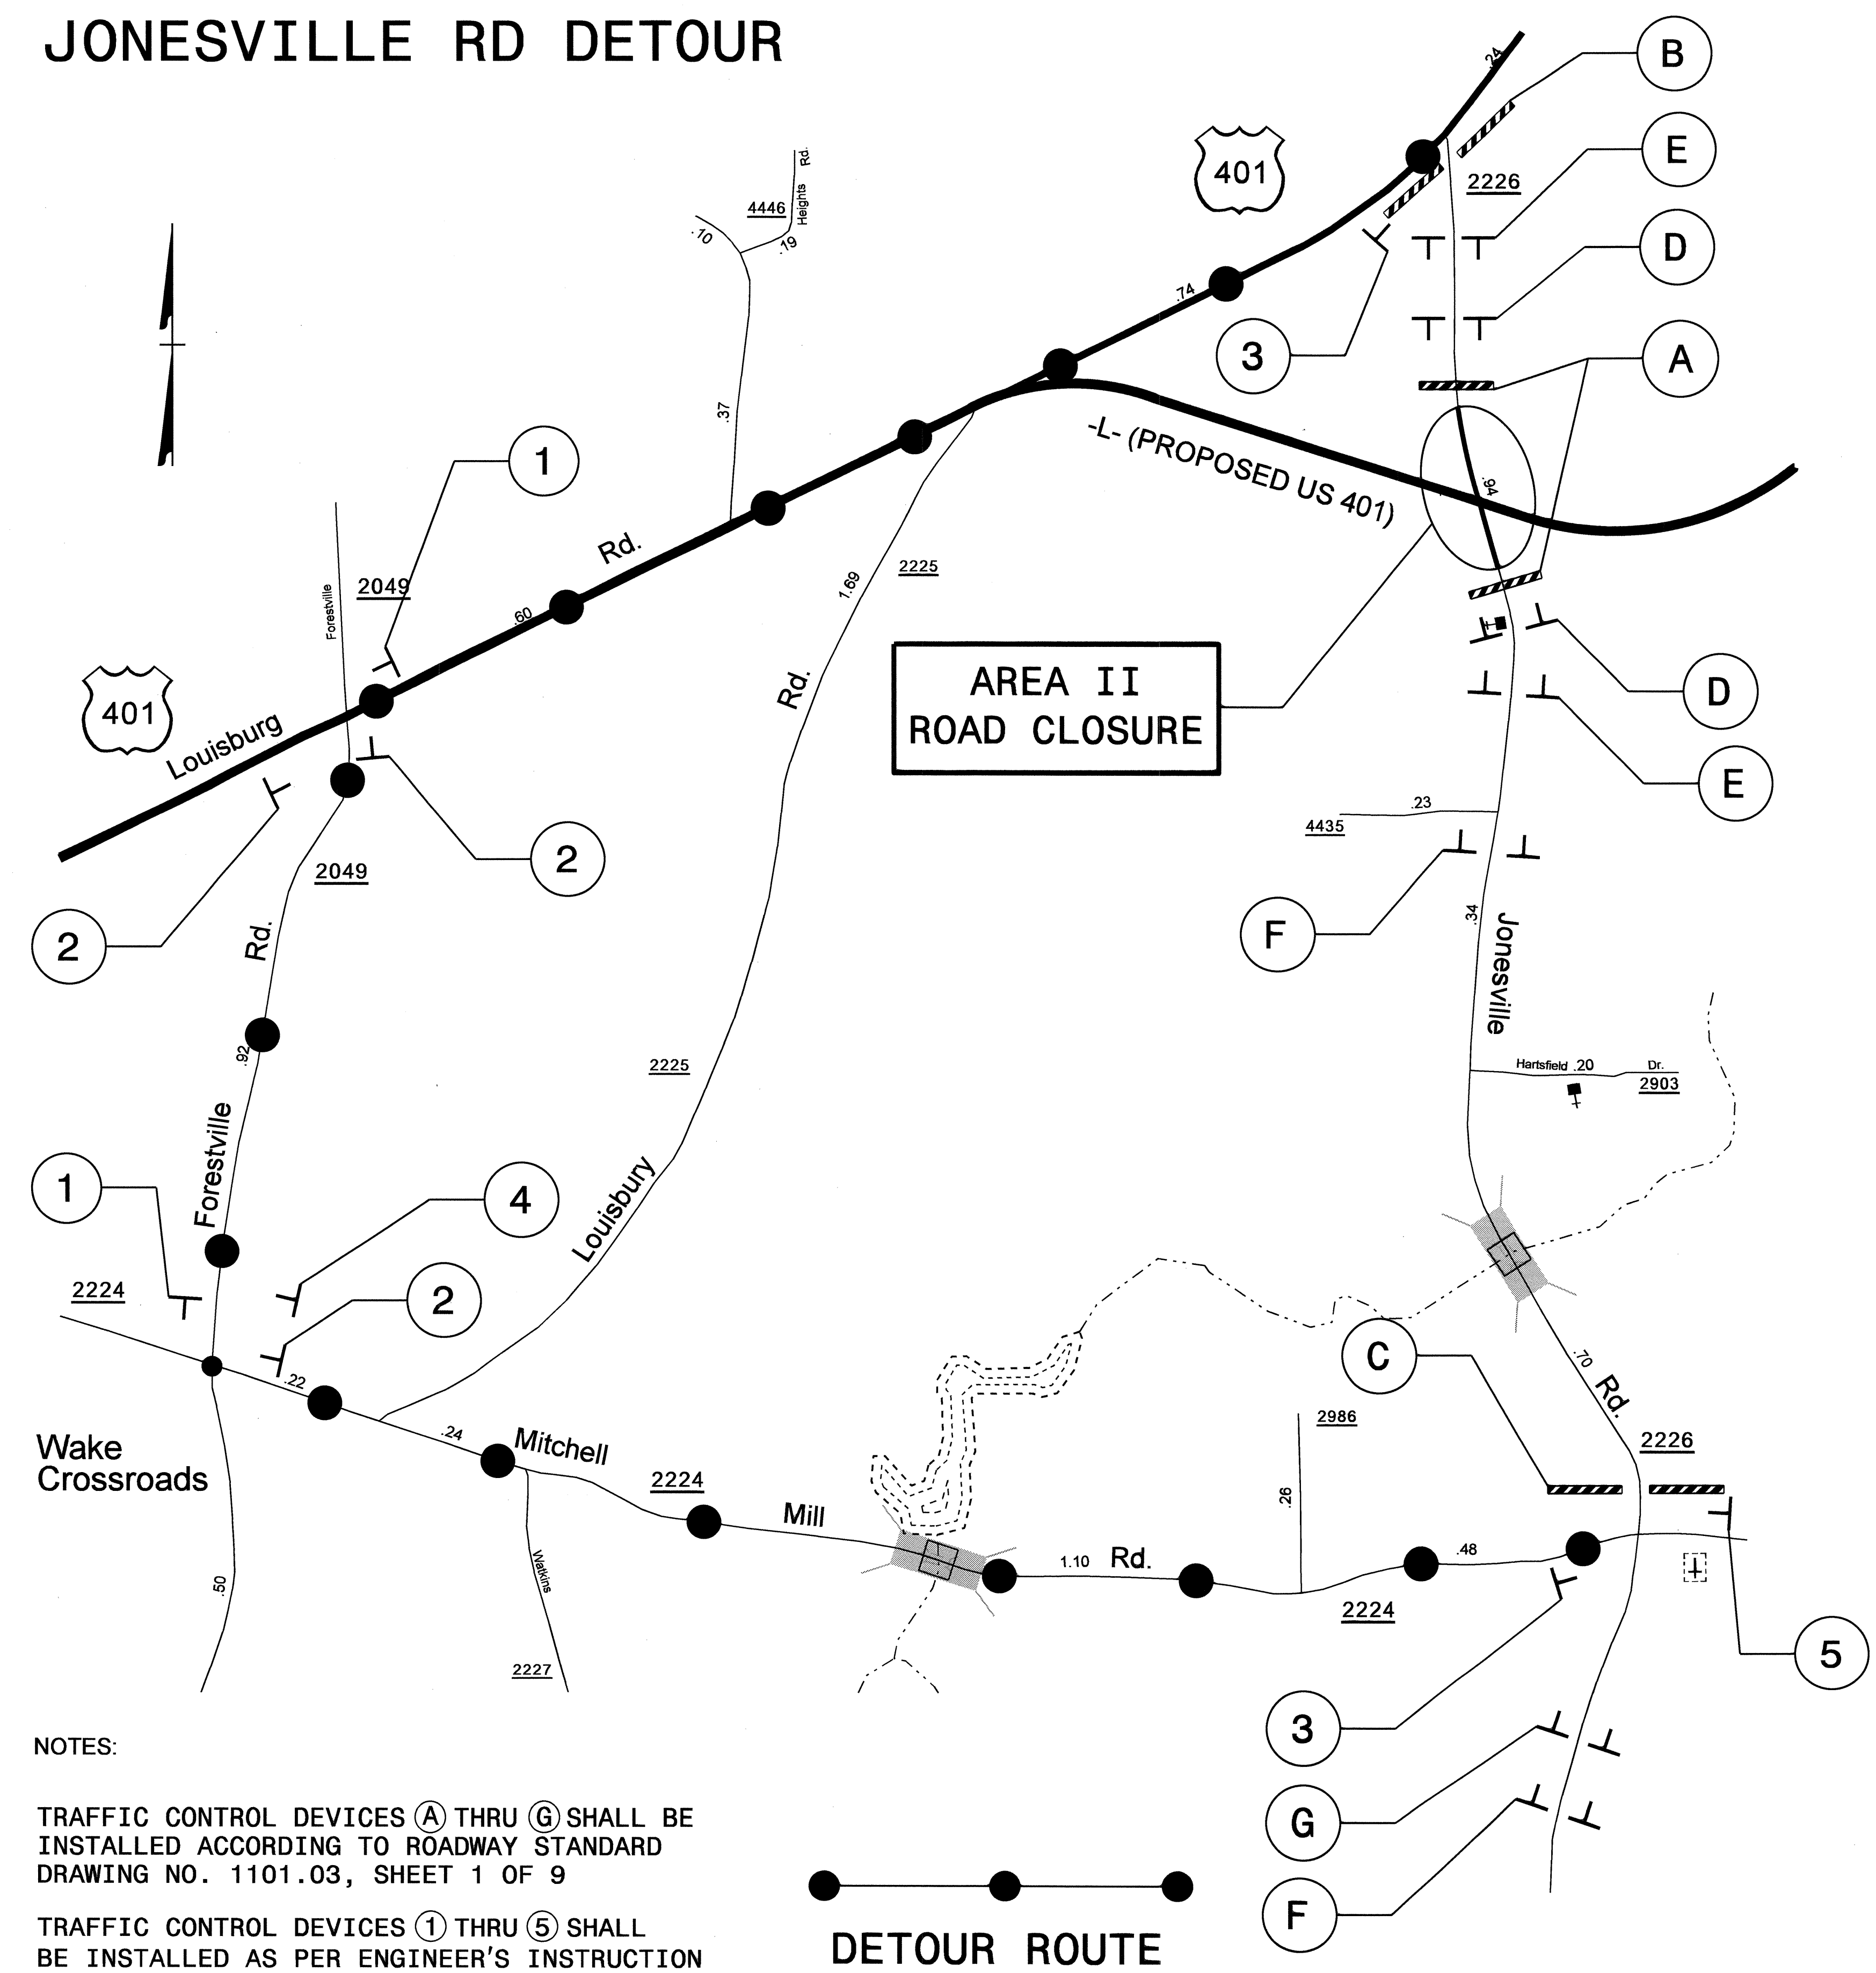 JONESVILLE RD DETOUR
.24
B
E
401
2226
D
4446
Heights Rd.
.10
.19
.74
3
A
.37
-L- (PROPOSED US 401)
.94
1
Rd.
2049
Forestville
.60
2225
1.69
Rd.
AREA II
ROAD CLOSURE
D
401
Louisburg
E
.23
4435
2
2049
F
2
Rd.
.34
Jonesville
.92
2225
Hartsfield .20 Dr.
2903
Forestville
1
4
Louisbury
2
2224
C
.70
Rd.
.22
2986
2226
.24
Mitchell
Wake
Crossroads
2224
.26
Mill
1.10
Rd.
.48
Watkins
.50
2224
5
2227
3
G
F
NOTES:
TRAFFIC CONTROL DEVICES A THRU G SHALL BE
INSTALLED ACCORDING TO ROADWAY STANDARD
DRAWING NO. 1101.03, SHEET 1 OF 9
TRAFFIC CONTROL DEVICES 1 THRU 5 SHALL
BE INSTALLED AS PER ENGINEER'S INSTRUCTION
DETOUR ROUTE